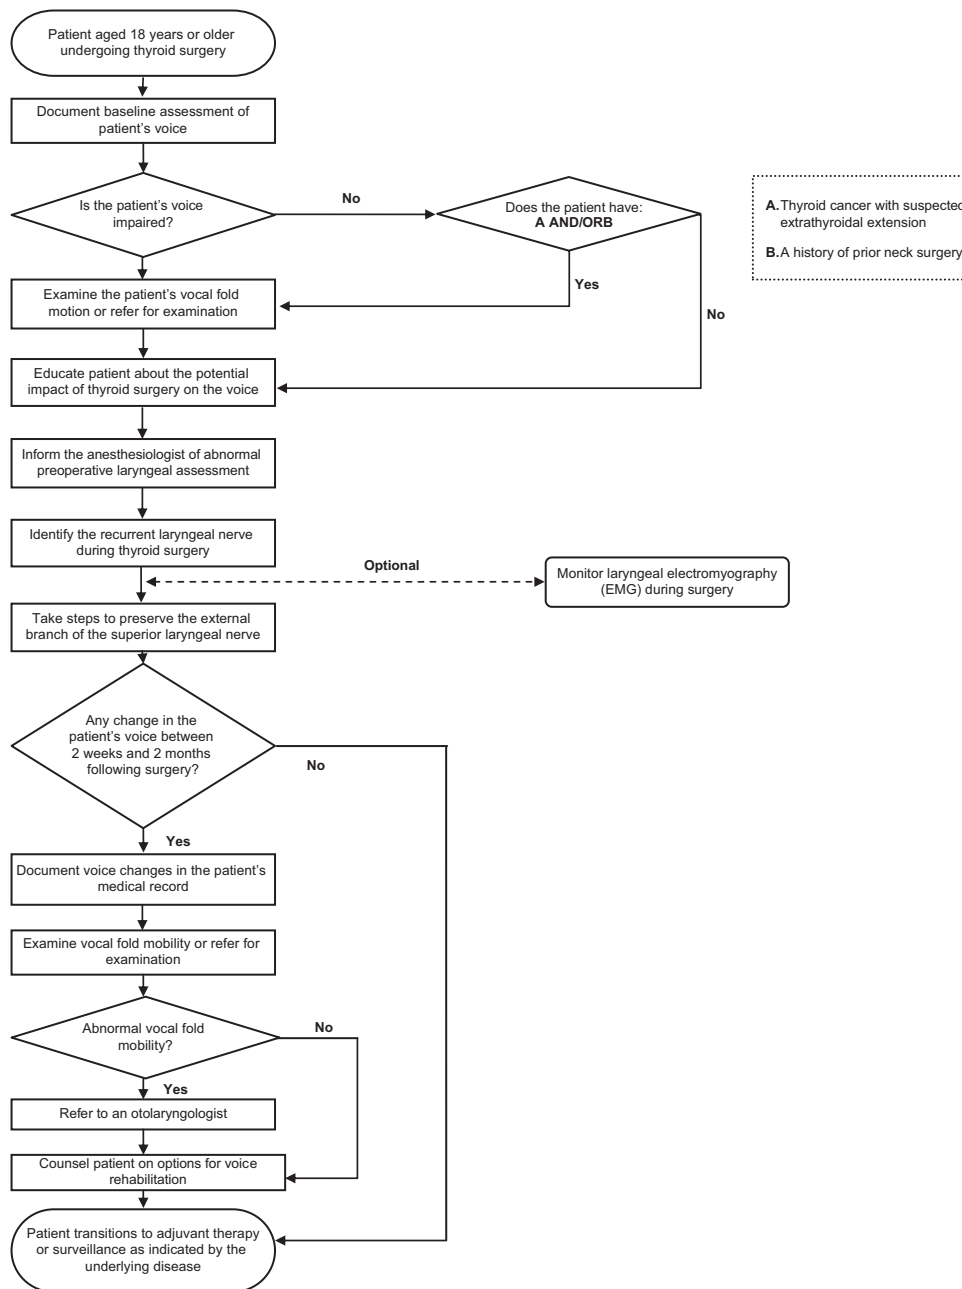 Patient aged 18 years or older
undergoing thyroid surgery
Document baseline assessment of
patient's voice
Is the patient's voice
impaired?
No
Does the patient have:
A AND/ORB
A.Thyroid cancer with suspected
extrathyroidal extension
B.A history of prior neck surgery
Yes
No
Examine the patient's vocal fold
motion or refer for examination
Educate patient about the potential
impact of thyroid surgery on the voice
Inform the anesthesiologist of abnormal
preoperative laryngeal assessment
Identify the recurrent laryngeal nerve
during thyroid surgery
Optional
Monitor laryngeal electromyography
(EMG) during surgery
Take steps to preserve the external
branch of the superior laryngeal nerve
Any change in the
patient's voice between
2 weeks and 2 months
following surgery?
No
Yes
Document voice changes in the patient's
medical record
Examine vocal fold mobility or refer for
examination
Abnormal vocal fold
mobility?
No
Yes
Refer to an otolaryngologist
Counsel patient on options for voice
rehabilitation
Patient transitions to adjuvant therapy
or surveillance as indicated by the
underlying disease